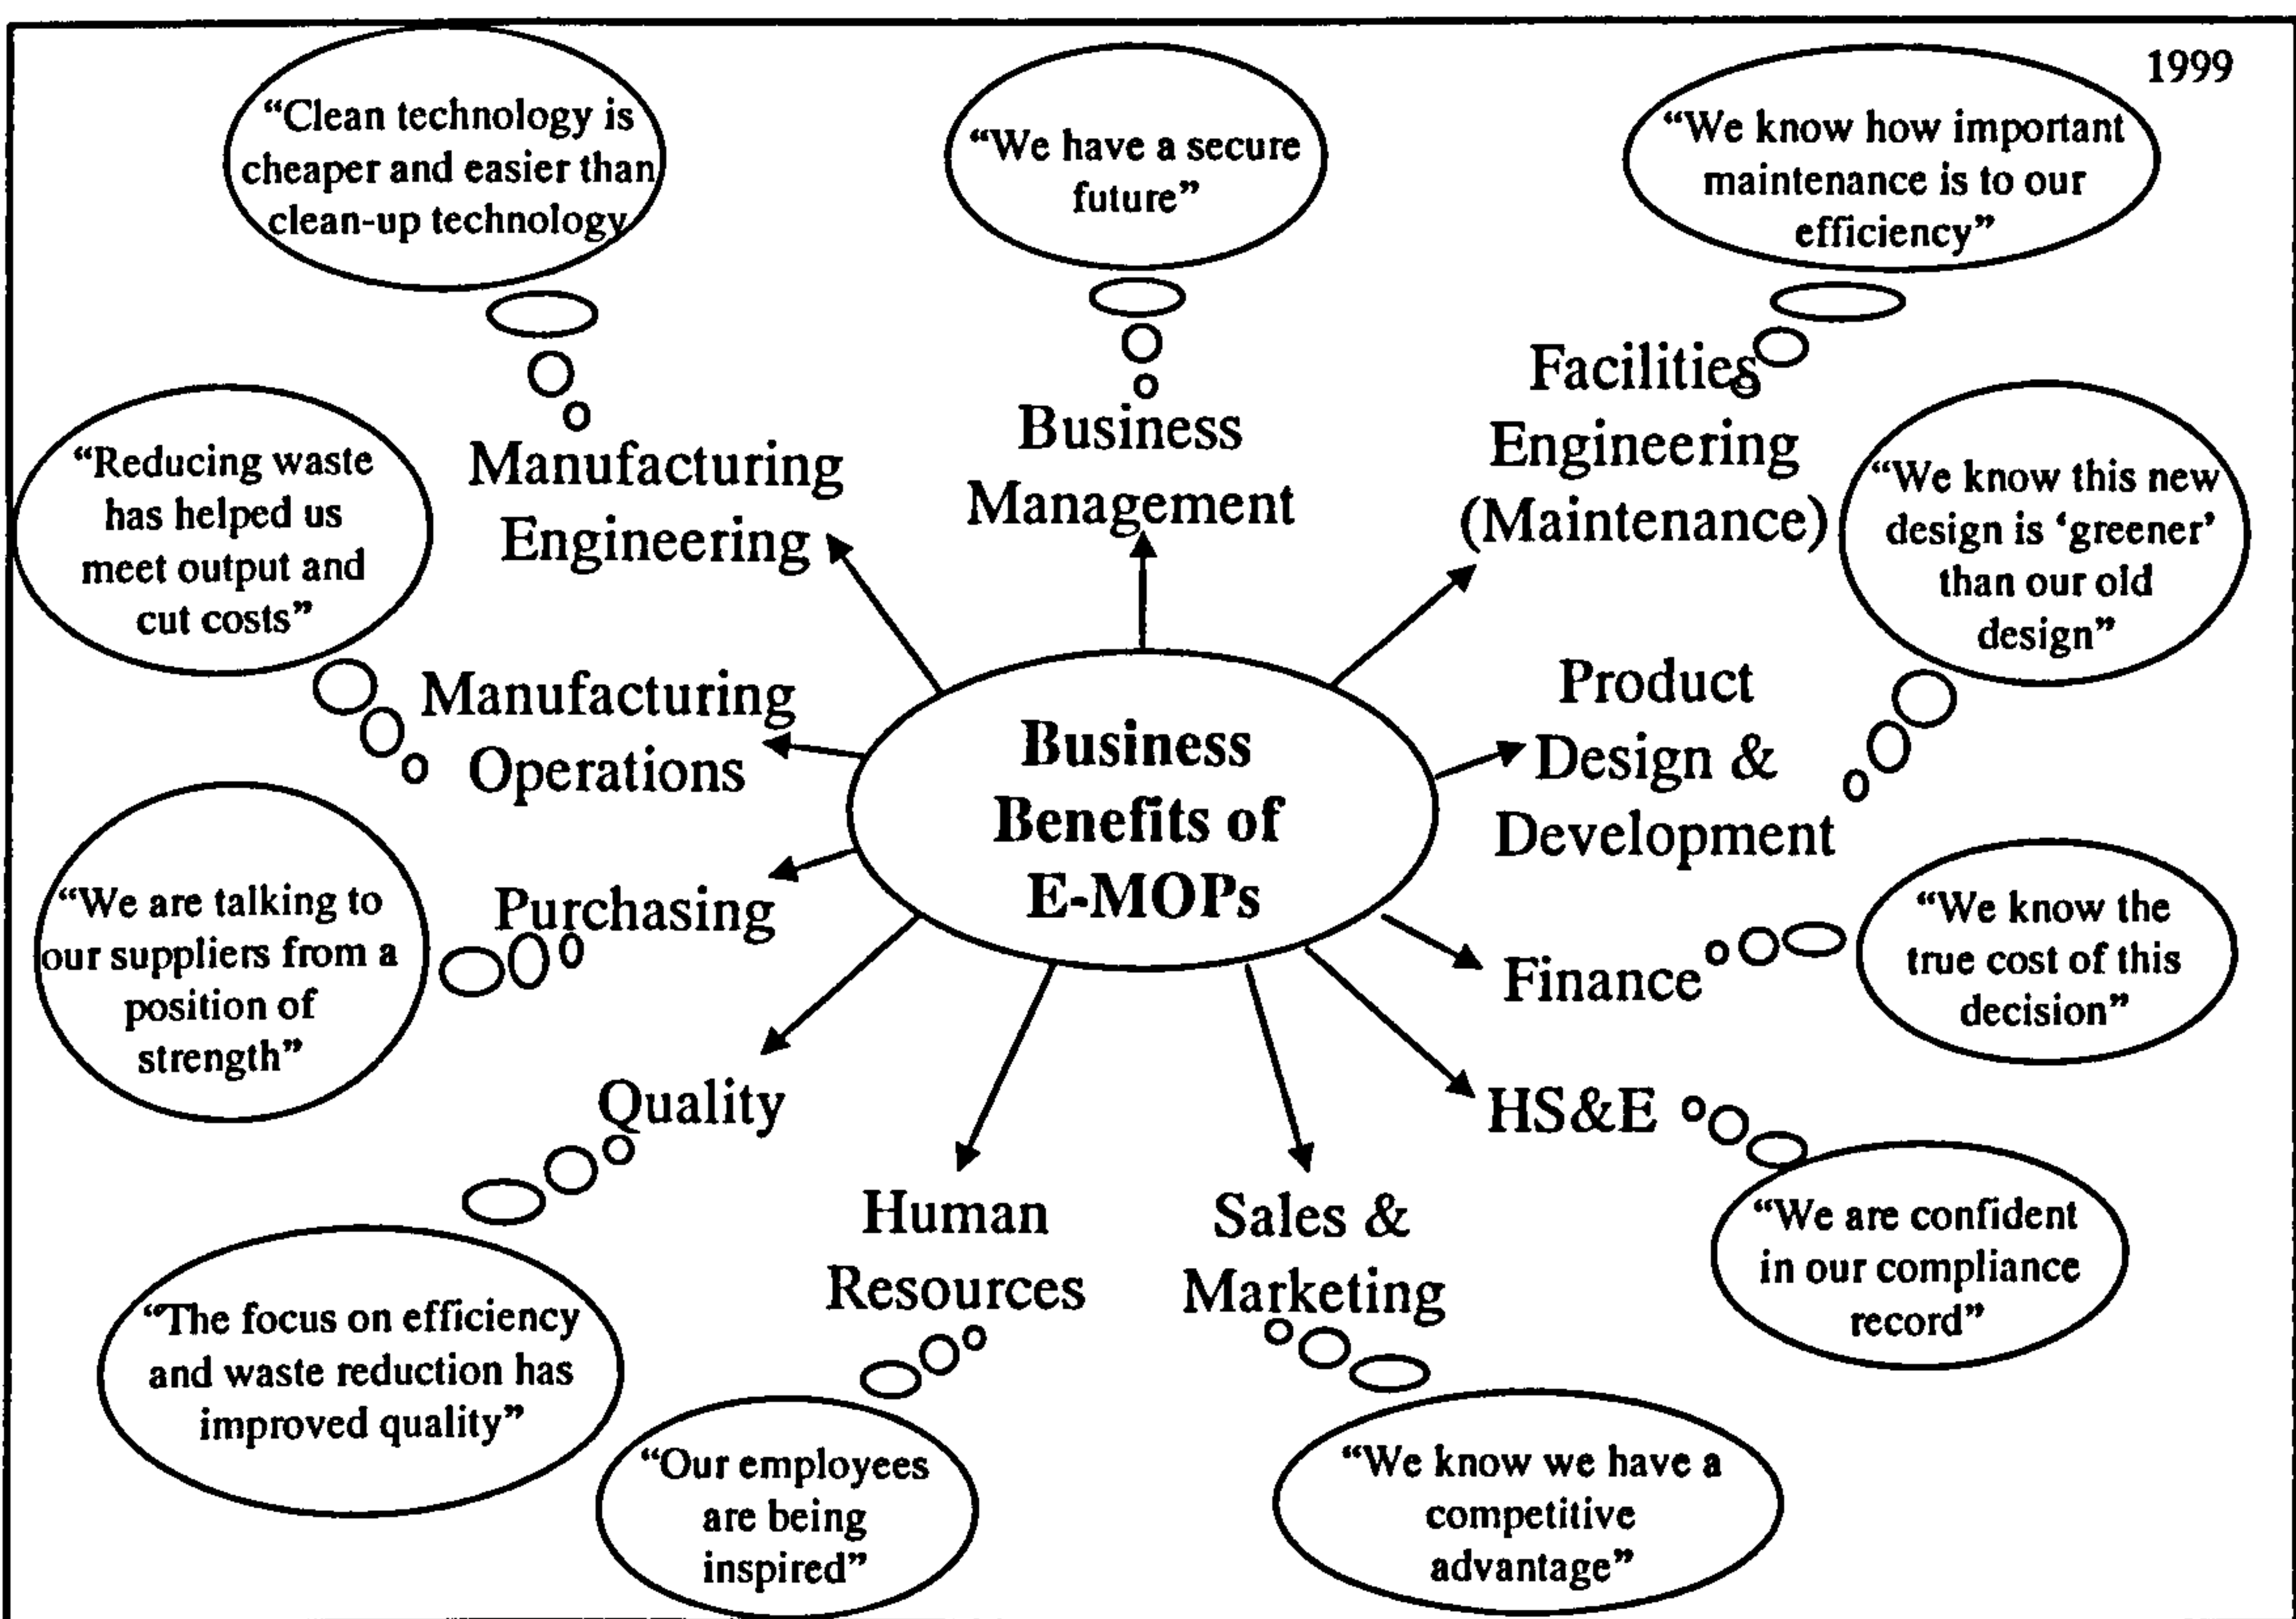 1999
“Clean technology is
cheaper and easier than
clean-up technology
Manufacturing
Engineering
“We have a secure
future”
Business
Management
“We know how important
maintenance is to our
efficiency”
Facilities
Engineering
(Maintenance)
“Reducing waste
has helped us
meet output and
cut costs”
Manufacturing
Operations
“We know this new
design is ‘greener’
than our old
design”
Product
Design &
Development
Business
Benefits of
E-MOPs
“We are talking to
our suppliers from a
position of
strength”
Purchasing
Finance
“We know the
true cost of this
decision”
Quality
“The focus on efficiency
and waste reduction has
improved quality”
Human
Resources
“Our employees
are being
inspired”
Sales &
Marketing
“We know we have a
competitive
advantage”
HS&E
“We are confident
in our compliance
record”